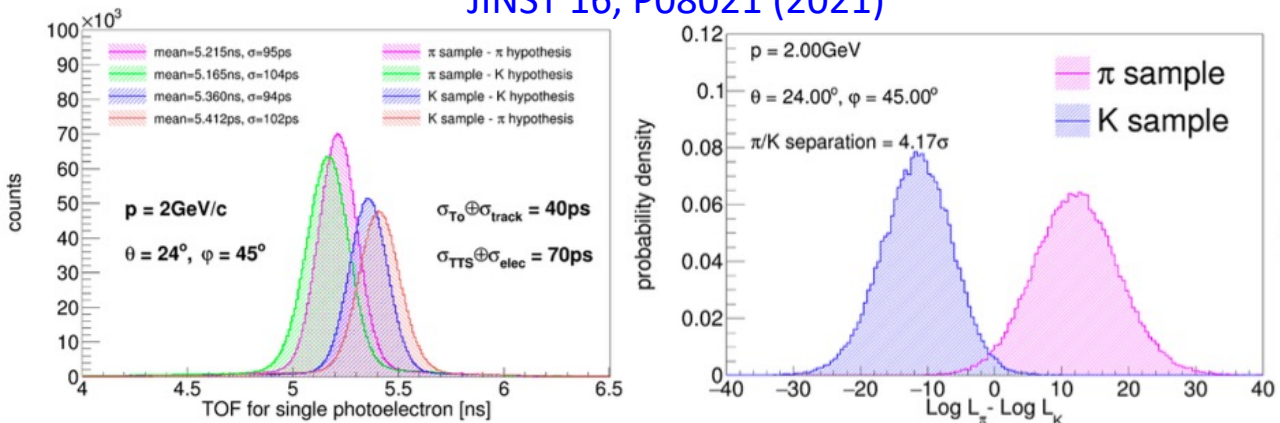 JINST 16, P08021 (2021)
×10³
100
90
80
70
60
50
40
30
20
10
0
counts
mean=5.215ns, σ=95ps
mean=5.165ns, σ=104ps
mean=5.360ns, σ=94ps
mean=5.412ps, σ=102ps
π sample - π hypothesis
π sample - K hypothesis
K sample - K hypothesis
K sample - π hypothesis
p = 2GeV/c
θ = 24°, φ = 45°
σTo⊕σtrack = 40ps
σTTS⊕σelec = 70ps
4 4.5 5 5.5 6 6.5
TOF for single photoelectron [ns]
0.12
0.1
0.08
0.06
0.04
0.02
0
probability density
p = 2.00GeV
θ = 24.00°, φ = 45.00°
π/K separation = 4.17σ
π sample
K sample
−40 −30 −20 −10 0 10 20 30 40
Log Lπ- Log LK